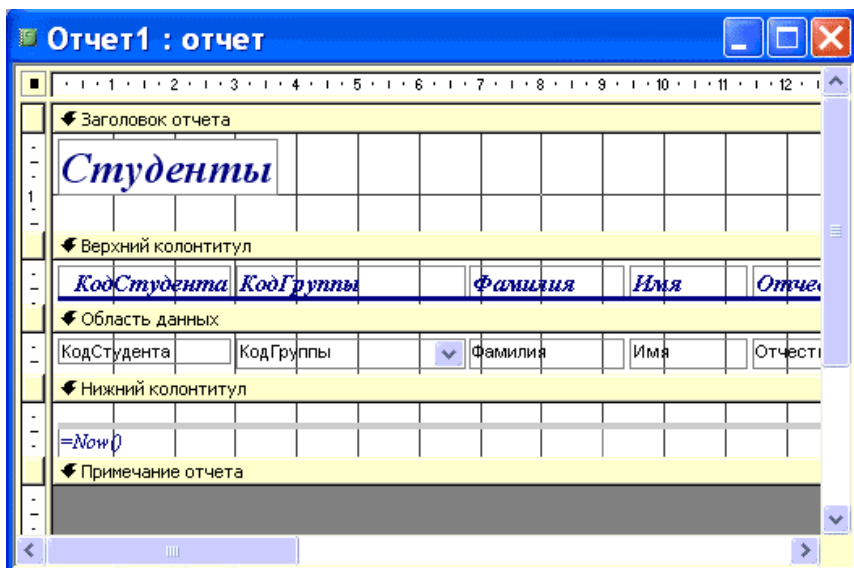 Отчет1 : отчет
1 2 3 4 5 6 7 8 9 10 11 12
Заголовок отчета
Студенты
1
Верхний колонтитул
КодСтудента КодГруппы Фамилия Имя
Область данных
КодСтудента КодГруппы Фамилия Имя
Нижний колонтитул
=Now()
Примечание отчета